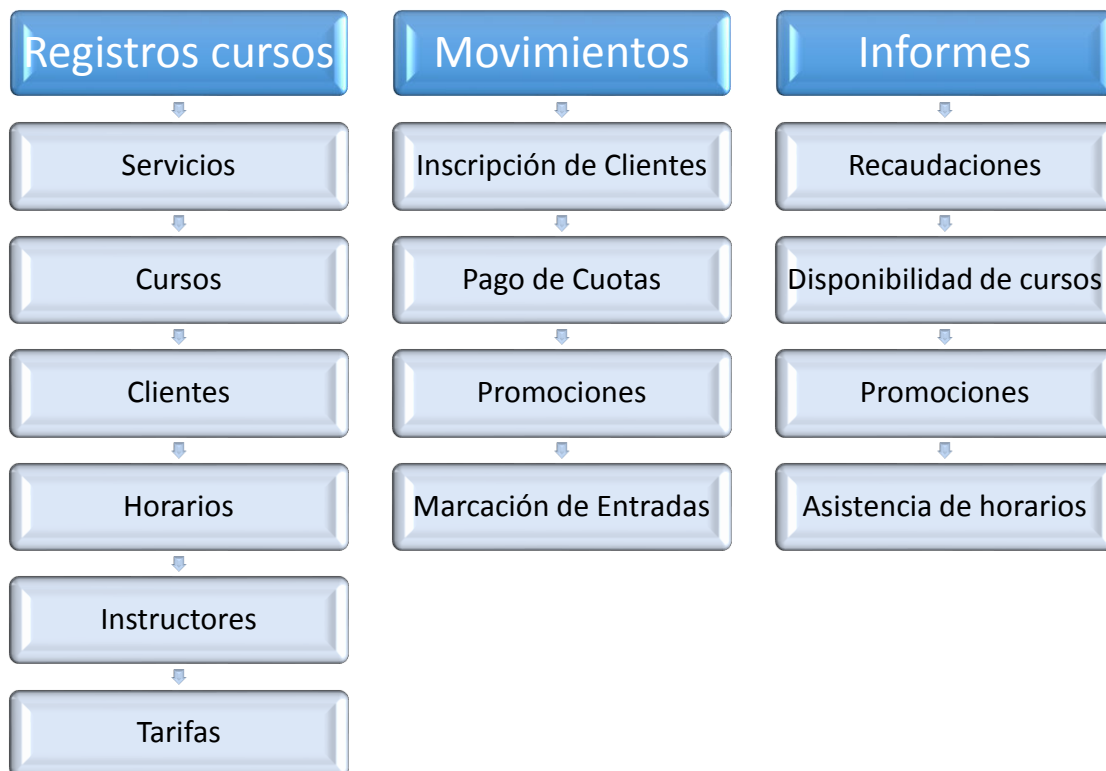 Registros cursos
Servicios
Cursos
Clientes
Horarios
Instructores
Tarifas
Movimientos
Inscripción de Clientes
Pago de Cuotas
Promociones
Marcación de Entradas
Informes
Recaudaciones
Disponibilidad de cursos
Promociones
Asistencia de horarios